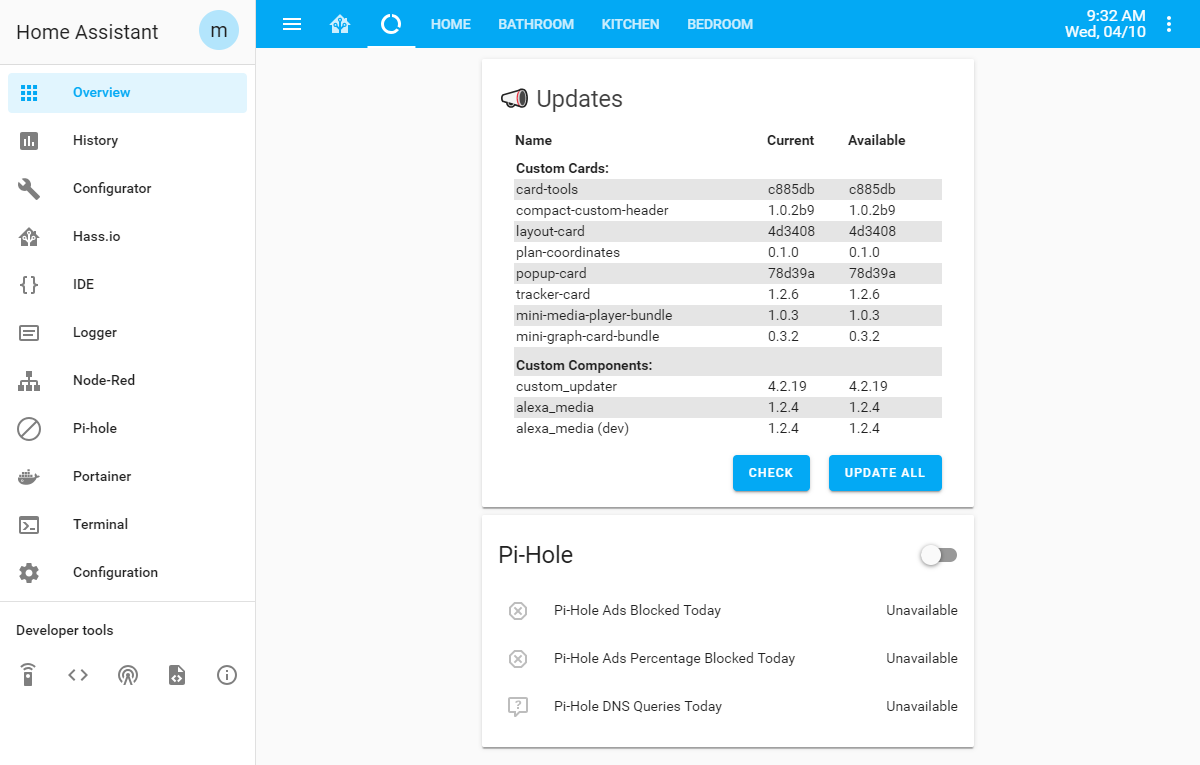 Home Assistant
m
Overview
History
Configurator
Hass.io
IDE
Logger
Node-Red
Pi-hole
Portainer
Terminal
Configuration
Developer tools
HOME BATHROOM KITCHEN BEDROOM
9:32 AM
Wed, 04/10
Updates
Name Current Available
Custom Cards:
card-tools c885db c885db
compact-custom-header 1.0.2b9 1.0.2b9
layout-card 4d3408 4d3408
plan-coordinates 0.1.0 0.1.0
popup-card 78d39a 78d39a
tracker-card 1.2.6 1.2.6
mini-media-player-bundle 1.0.3 1.0.3
mini-graph-card-bundle 0.3.2 0.3.2
Custom Components:
custom_updater 4.2.19 4.2.19
alexa_media 1.2.4 1.2.4
alexa_media (dev) 1.2.4 1.2.4
CHECK UPDATE ALL
Pi-Hole
Pi-Hole Ads Blocked Today Unavailable
Pi-Hole Ads Percentage Blocked Today Unavailable
Pi-Hole DNS Queries Today Unavailable